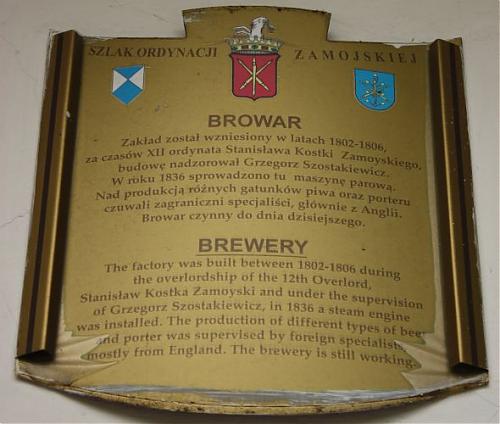 SZLAK ORDYNACJI ZAMOJSKIEJ
BROWAR
Zakład został wzniesiony w latach 1802-1806,
za czasów XII ordynata Stanisława Kostki Zamoyskiego,
budowę nadzorował Grzegorz Szostakiewicz.
W roku 1836 sprowadzono tu maszynę parową.
Nad produkcją różnych gatunków piwa oraz porteru
czuwali zagraniczni specjaliści, głównie z Anglii.
Browar czynny do dnia dzisiejszego.
BREWERY
The factory was built between 1802-1806 during
the overlordship of the 12th Overlord,
Stanisław Kostka Zamoyski and under the supervision
of Grzegorz Szostakiewicz, in 1836 a steam engine
was installed. The production of different types of beer
and porter was supervised by foreign specialists,
mostly from England. The brewery is still working.